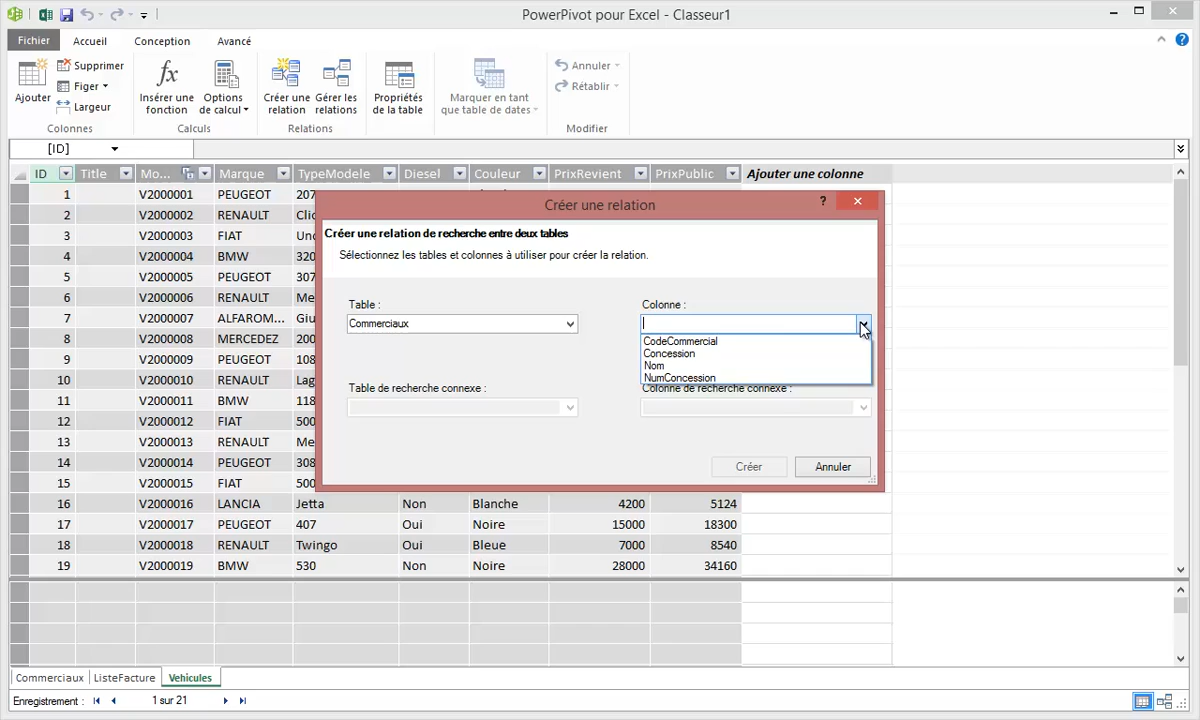 PowerPivot pour Excel - Classeur1
Fichier Accueil Conception Avancé
Ajouter
Supprimer
Figer
Largeur
Colonnes
Insérer une fonction
Options de calcul
Calculs
Créer une relation
Gérer les relations
Relations
Propriétés de la table
Marquer en tant que table de dates
Annuler
Rétablir
Modifier
[ID]
ID Title Mo... Marque TypeModele Diesel Couleur PrixRevient PrixPublic Ajouter une colonne
1 V2000001 PEUGEOT 207
2 V2000002 RENAULT Clio
3 V2000003 FIAT Uno
4 V2000004 BMW 320
5 V2000005 PEUGEOT 307
6 V2000006 RENAULT Me
7 V2000007 ALFAROM... Giu
8 V2000008 MERCEDEZ 200
9 V2000009 PEUGEOT 108
10 V2000010 RENAULT Lag
11 V2000011 BMW 118
12 V2000012 FIAT 500
13 V2000013 RENAULT Me
14 V2000014 PEUGEOT 308
15 V2000015 FIAT 500
16 V2000016 LANCIA Jetta Non Blanche 4200 5124
17 V2000017 PEUGEOT 407 Oui Noire 15000 18300
18 V2000018 RENAULT Twingo Oui Bleue 7000 8540
19 V2000019 BMW 530 Non Noire 28000 34160
Créer une relation
?
Créer une relation de recherche entre deux tables
Sélectionnez les tables et colonnes à utiliser pour créer la relation.
Table : Colonne :
Commerciaux
CodeCommercial
Concession
Nom
NumConcession
Table de recherche connexe : Colonne de recherche connexe :
Créer Annuler
Commerciaux ListeFacture Vehicules
Enregistrement : 1 sur 21